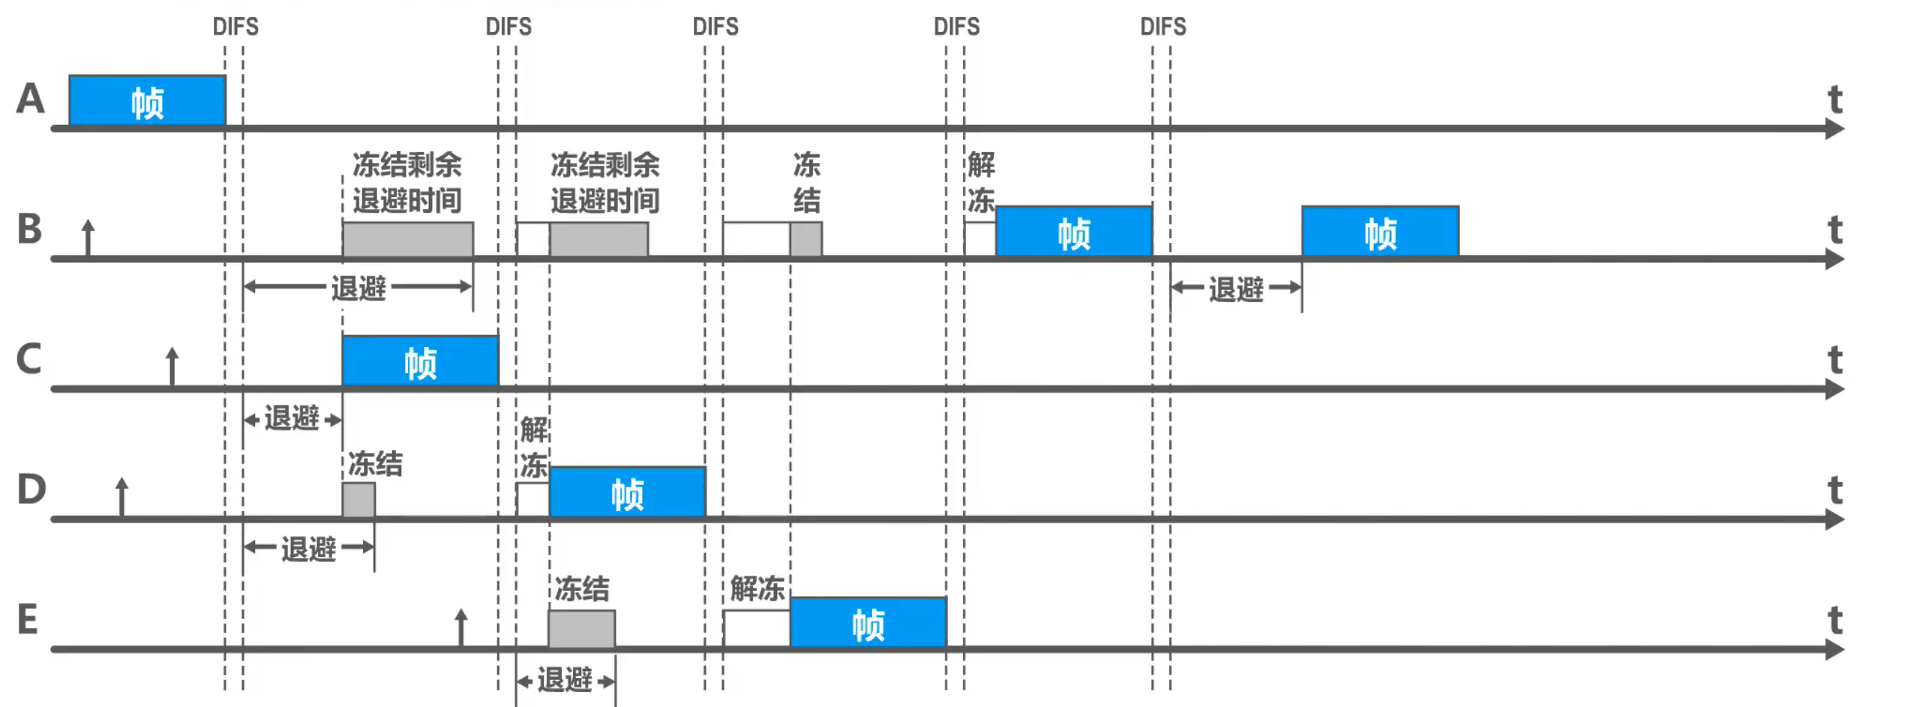 DIFS DIFS DIFS DIFS DIFS
A 帧 t
冻结剩余 冻结剩余 冻 解
退避时间 退避时间 结 冻
B 帧 帧 t
退避 退避
C 帧 t
退避 解
冻结 冻
D 帧 t
退避
冻结 解冻
E 帧 t
退避